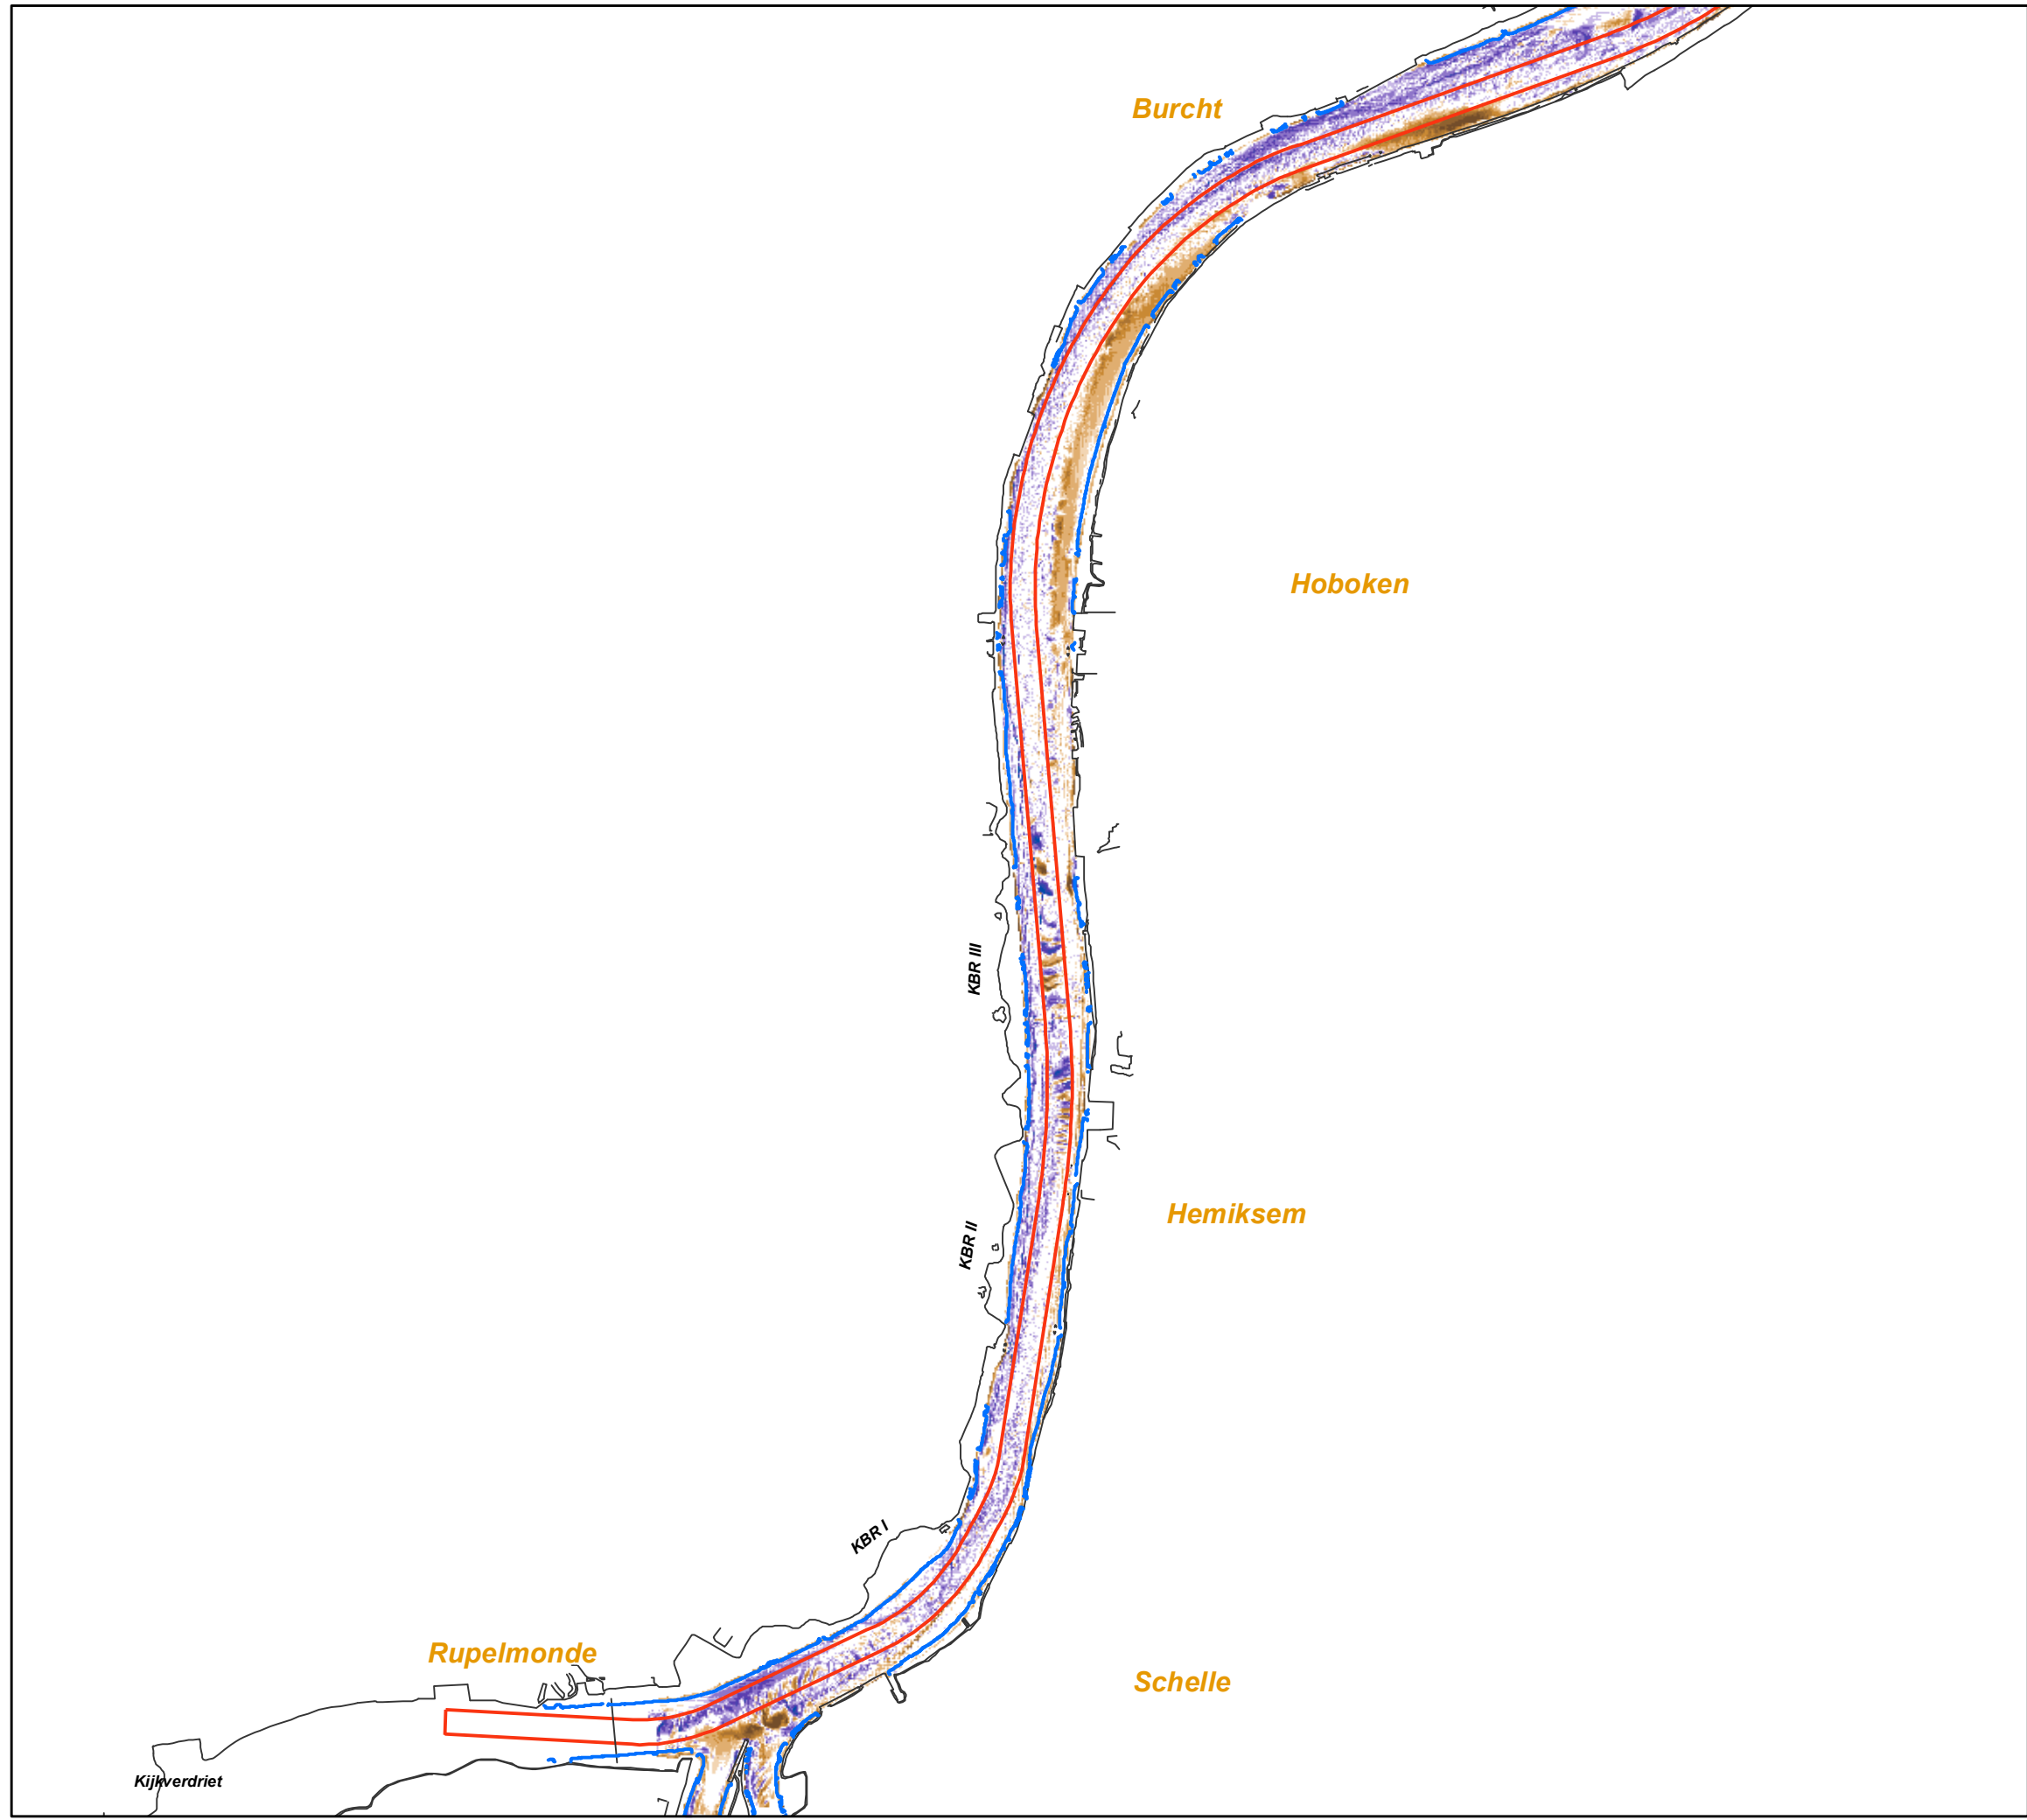 Burcht
Hoboken
KBR III
Hemiksem
KBR II
KBR I
Rupelmonde
Schelle
Kijkverdriet